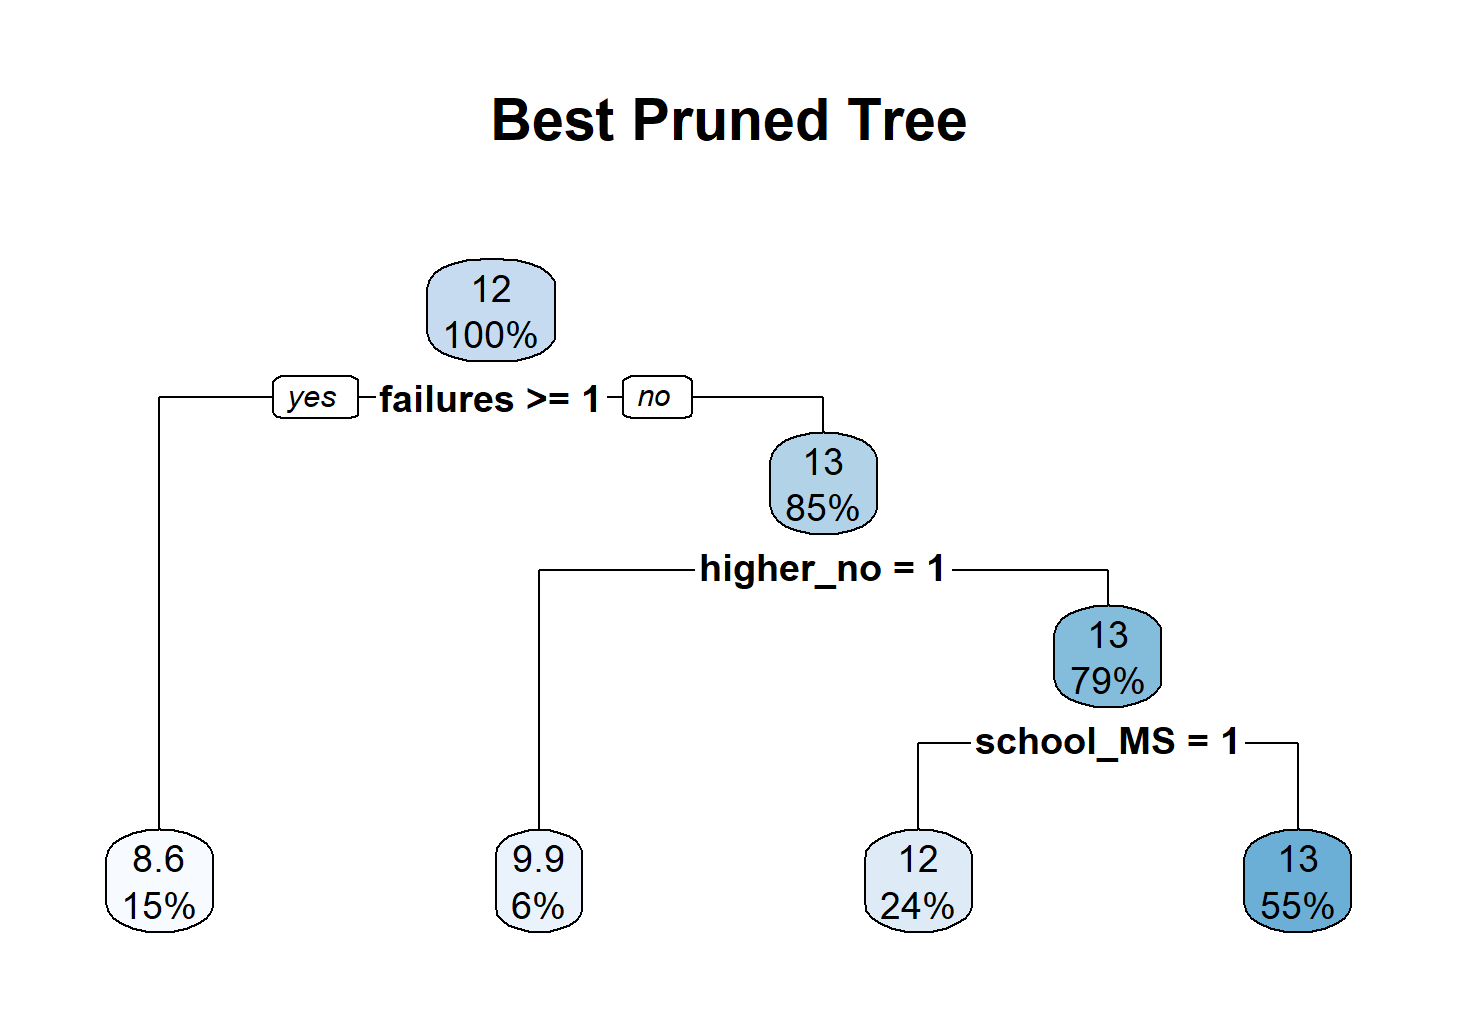 Best Pruned Tree
12
100%
yes
failures >= 1
no
13
85%
higher_no = 1
13
79%
school_MS = 1
8.6
15%
9.9
6%
12
24%
13
55%